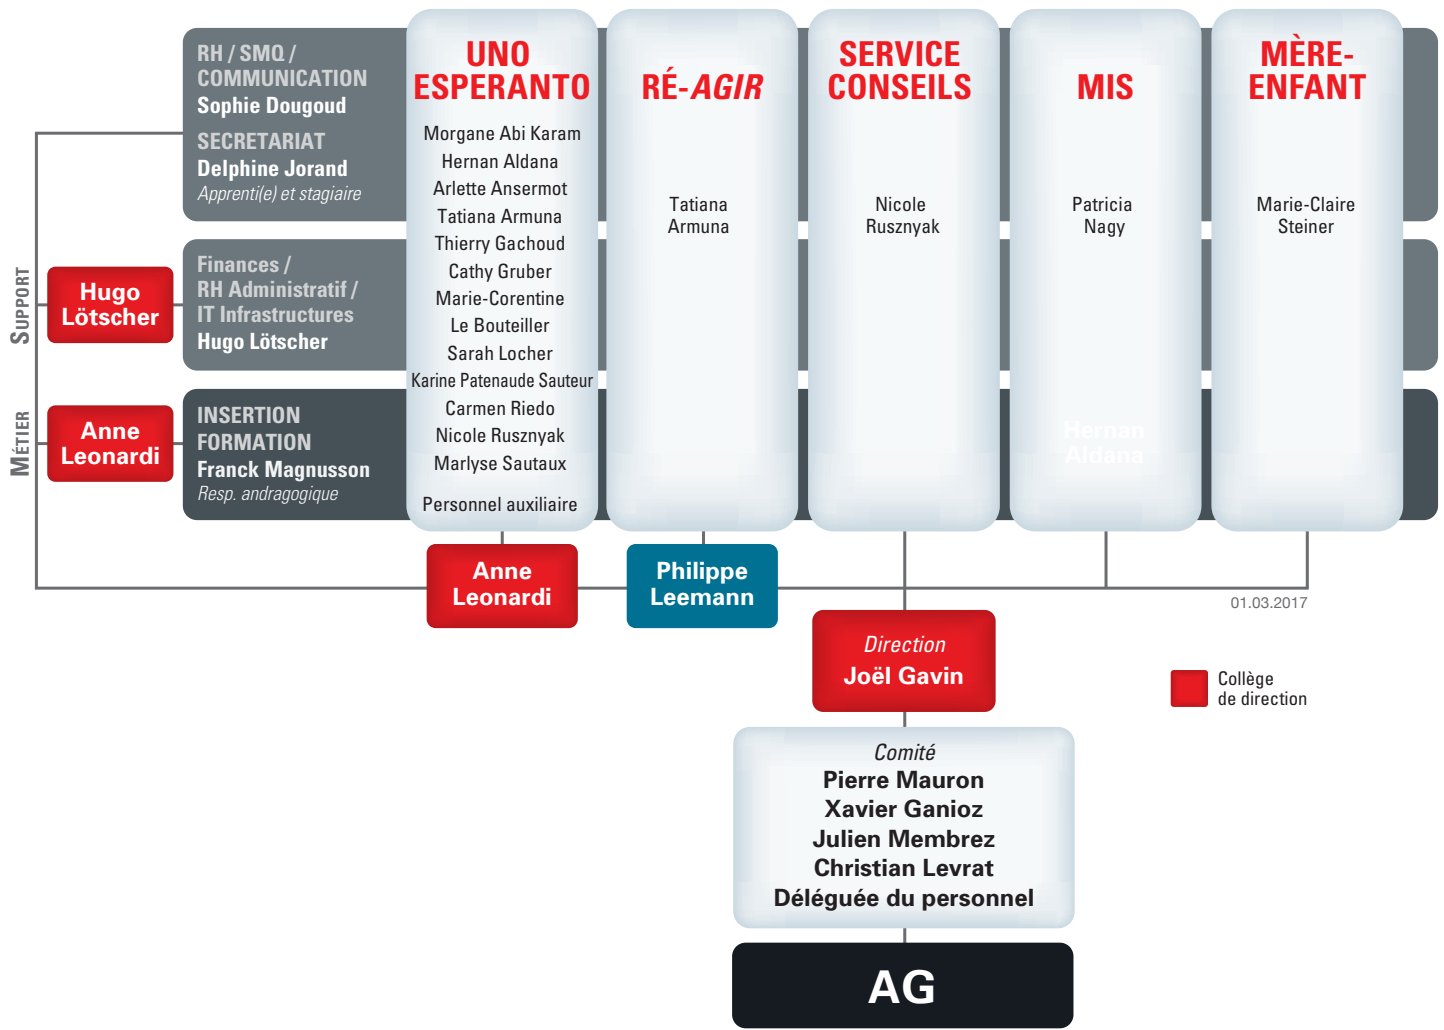 RH / SMQ /
COMMUNICATION
Sophie Dougoud
SECRETARIAT
Delphine Jorand
Apprenti(e) et stagiaire
SUPPORT
Hugo
Lötscher
Finances /
RH Administratif /
IT Infrastructures
Hugo Lötscher
MÉTIER
Anne
Leonardi
INSERTION
FORMATION
Franck Magnusson
Resp. andragogique
UNO
ESPERANTO
Morgane Abi Karam
Hernan Aldana
Arlette Ansermot
Tatiana Armuna
Thierry Gachoud
Cathy Gruber
Marie-Corentine
Le Bouteiller
Sarah Locher
Karine Patenaude Sauteur
Carmen Riedo
Nicole Rusznyak
Marlyse Sautaux
Personnel auxiliaire
RÉ-AGIR
Tatiana
Armuna
SERVICE
CONSEILS
Nicole
Rusznyak
MIS
Patricia
Nagy
Hernan
Aldana
MÈRE-
ENFANT
Marie-Claire
Steiner
Anne
Leonardi
Philippe
Leemann
01.03.2017
Direction
Joël Gavin
Collège
de direction
Comité
Pierre Mauron
Xavier Ganioz
Julien Membrez
Christian Levrat
Déléguée du personnel
AG